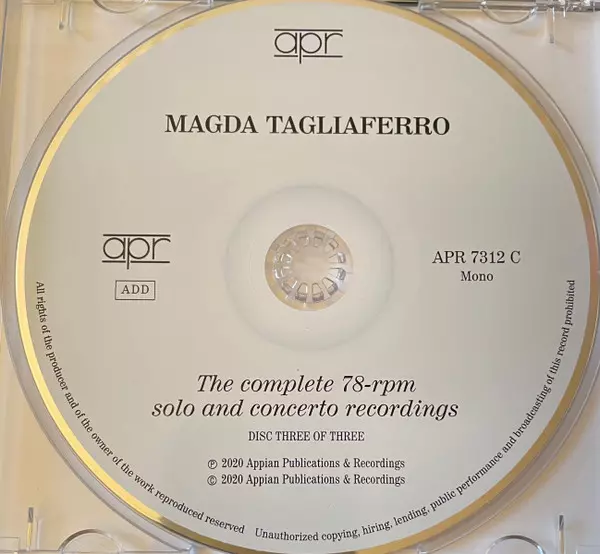 apr
MAGDA TAGLIAFERRO
apr
ADD
APR 7312 C
Mono
The complete 78-rpm
solo and concerto recordings
DISC THREE OF THREE
℗ 2020 Appian Publications & Recordings
© 2020 Appian Publications & Recordings
All rights of the producer and of the owner of the work reproduced reserved Unauthorized copying, hiring, lending, public performance and broadcasting of this record prohibited